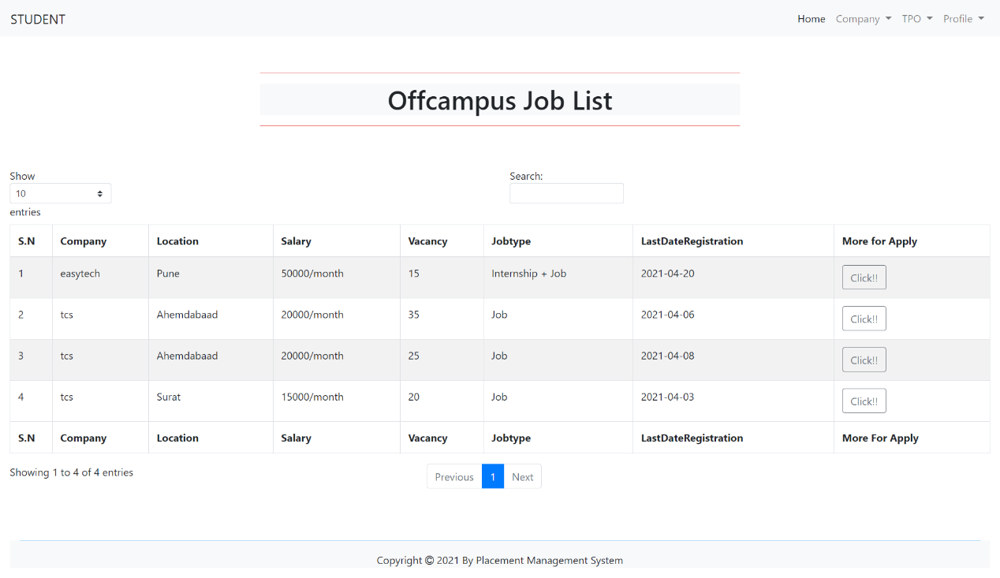 STUDENT Home Company TPO Profile
Offcampus Job List
Show Search:
10
entries
S.N Company Location Salary Vacancy Jobtype LastDateRegistration More for Apply
1 easytech Pune 50000/month 15 Internship + Job 2021-04-20 Click!!
2 tcs Ahemdabaad 20000/month 35 Job 2021-04-06 Click!!
3 tcs Ahemdabaad 20000/month 25 Job 2021-04-08 Click!!
4 tcs Surat 15000/month 20 Job 2021-04-03 Click!!
S.N Company Location Salary Vacancy Jobtype LastDateRegistration More For Apply
Showing 1 to 4 of 4 entries Previous 1 Next
Copyright © 2021 By Placement Management System